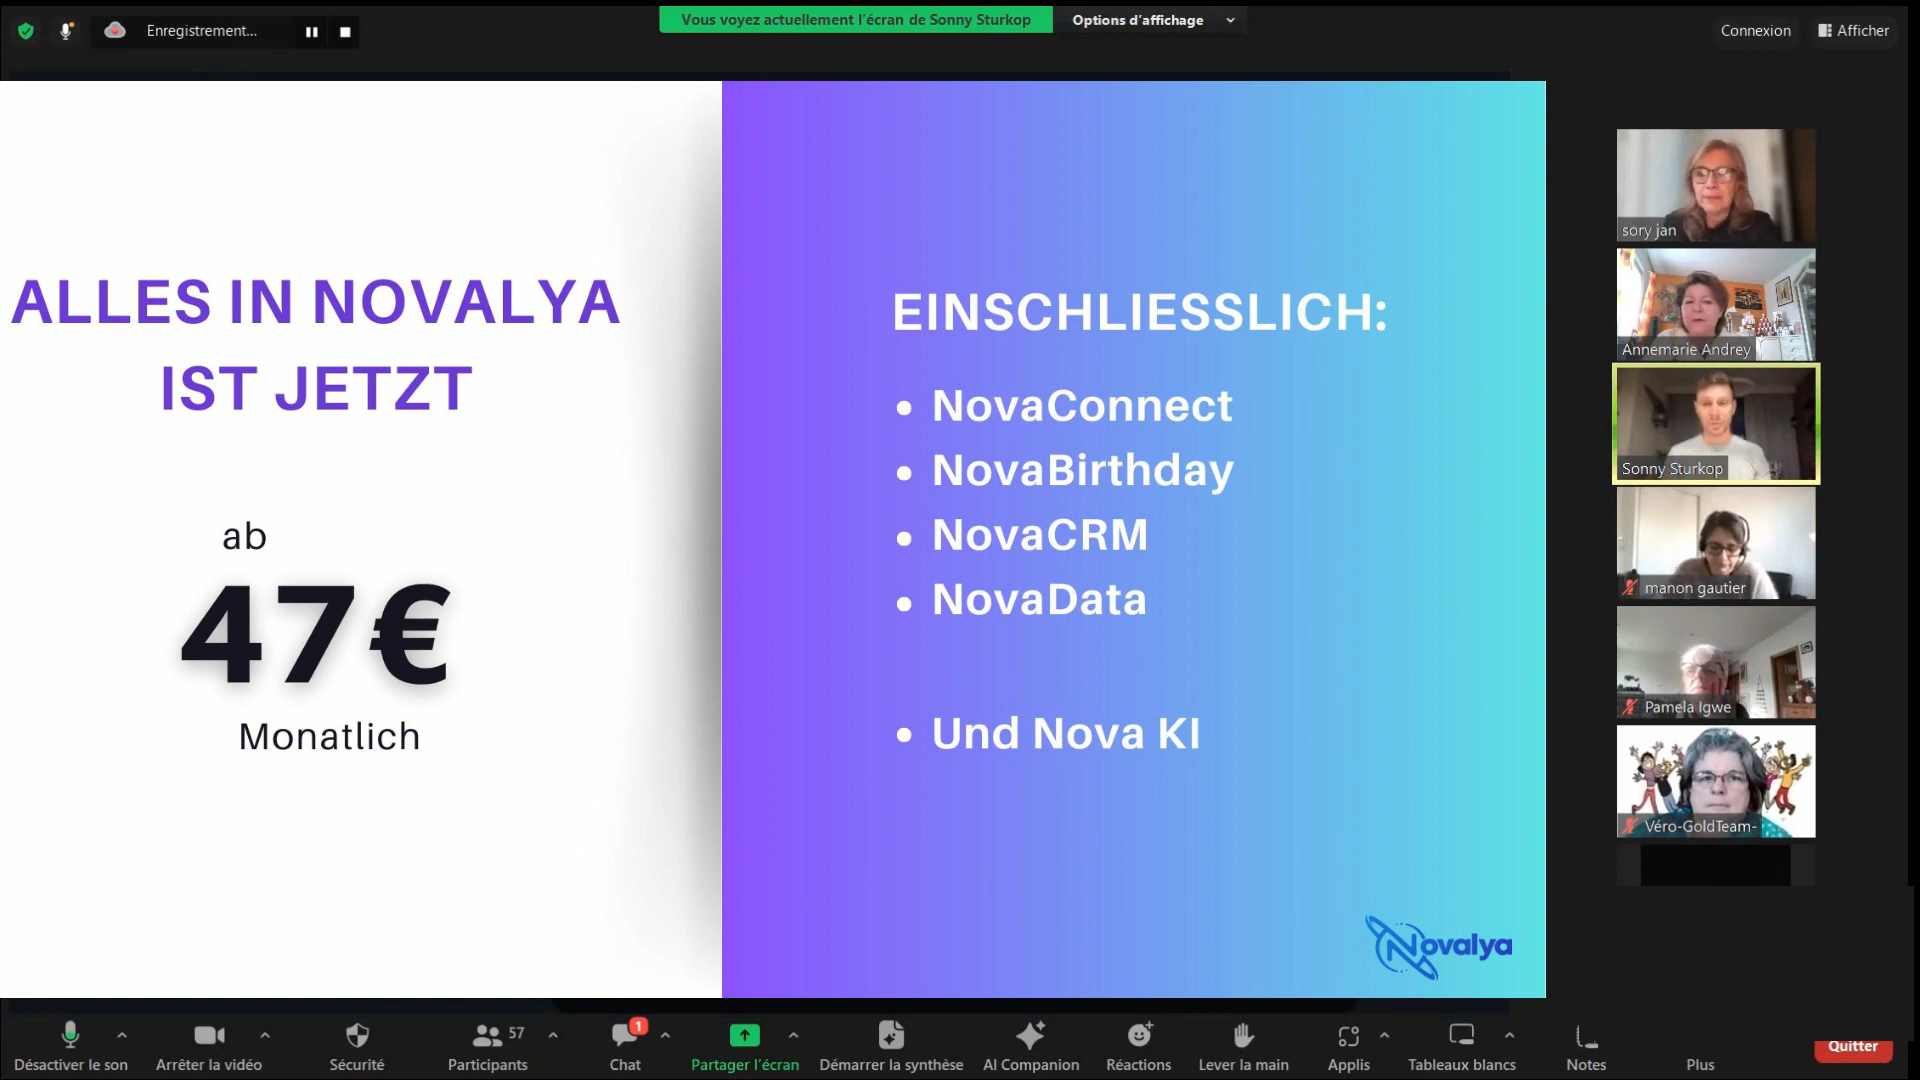 Enregistrement...
Vous voyez actuellement l'écran de Sonny Sturkop
Options d'affichage
Connexion
Afficher
ALLES IN NOVALYA
IST JETZT
ab
47€
Monatlich
EINSCHLIESSLICH:
• NovaConnect
• NovaBirthday
• NovaCRM
• NovaData
• Und Nova KI
Novalya
sory jan
Annemarie Andrey
Sonny Sturkop
manon gautier
Pamela Igwe
Véro-GoldTeam-
Désactiver le son
Arrêter la vidéo
Sécurité
57
Participants
1
Chat
Partager l'écran
Démarrer la synthèse
AI Companion
Réactions
Lever la main
Applis
Tableaux blancs
Notes
Plus
Quitter